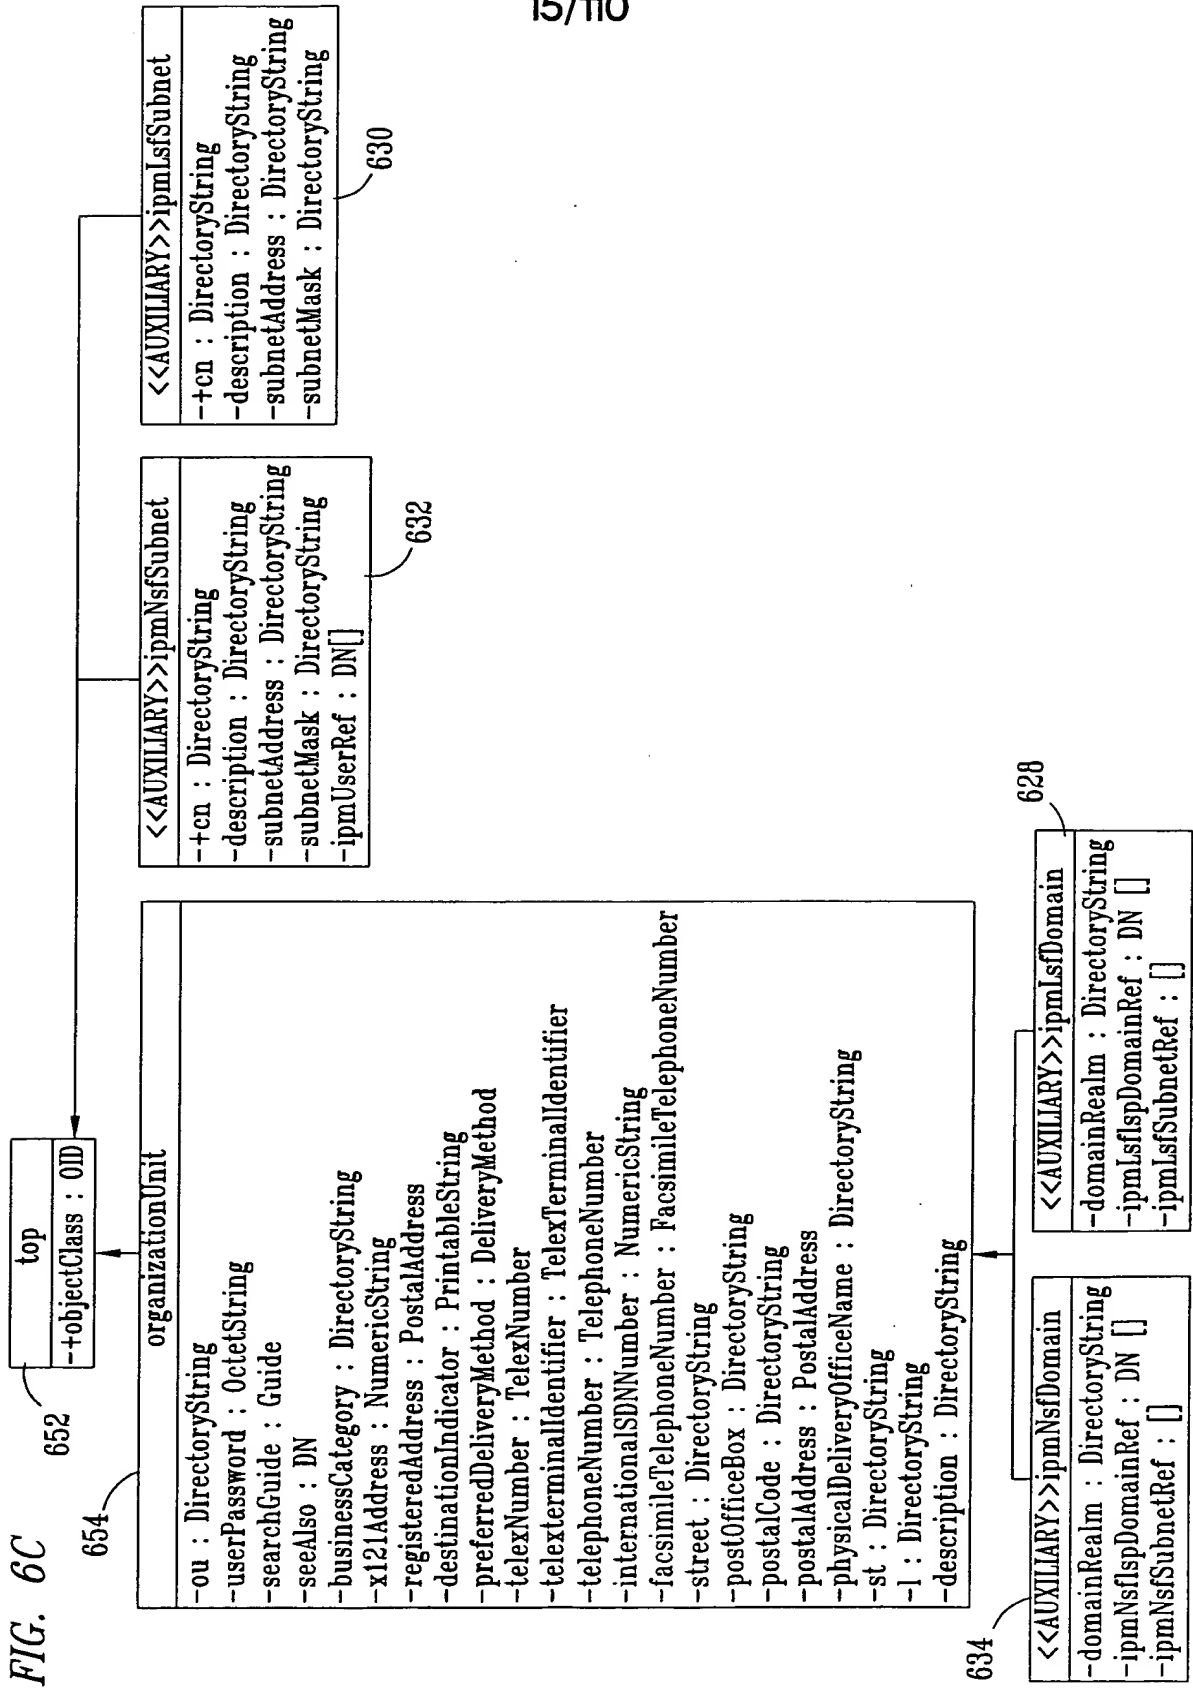 15/110
FIG. 6C
652
top
-+objectClass : OID
654
organizationUnit
-ou : DirectoryString
-userPassword : OctetString
-searchGuide : Guide
-seeAlso : DN
-businessCategory : DirectoryString
-x121Address : NumericString
-registeredAddress : PostalAddress
-destinationIndicator : PrintableString
-preferredDeliveryMethod : DeliveryMethod
-telexNumber : TelexNumber
-telexterminalIdentifier : TelexTerminalIdentifier
-telephoneNumber : TelephoneNumber
-internationalSDNNumber : NumericString
-facsimileTelephoneNumber : FacsimileTelephoneNumber
-street : DirectoryString
-postOfficeBox : DirectoryString
-postalCode : DirectoryString
-postalAddress : PostalAddress
-physicalDeliveryOfficeName : DirectoryString
-st : DirectoryString
-l : DirectoryString
-description : DirectoryString
<<AUXILIARY>>ipmNsfSubnet
-+cn : DirectoryString
-description : DirectoryString
-subnetAddress : DirectoryString
-subnetMask : DirectoryString
-ipmUserRef : DN[]
632
<<AUXILIARY>>ipmLsfSubnet
-+cn : DirectoryString
-description : DirectoryString
-subnetAddress : DirectoryString
-subnetMask : DirectoryString
630
634
<<AUXILIARY>>ipmNsfDomain
-domainRealm : DirectoryString
-ipmNsfIspDomainRef : DN []
-ipmNsfSubnetRef : []
628
<<AUXILIARY>>ipmLsfDomain
-domainRealm : DirectoryString
-ipmLsfIspDomainRef : DN []
-ipmLsfSubnetRef : []